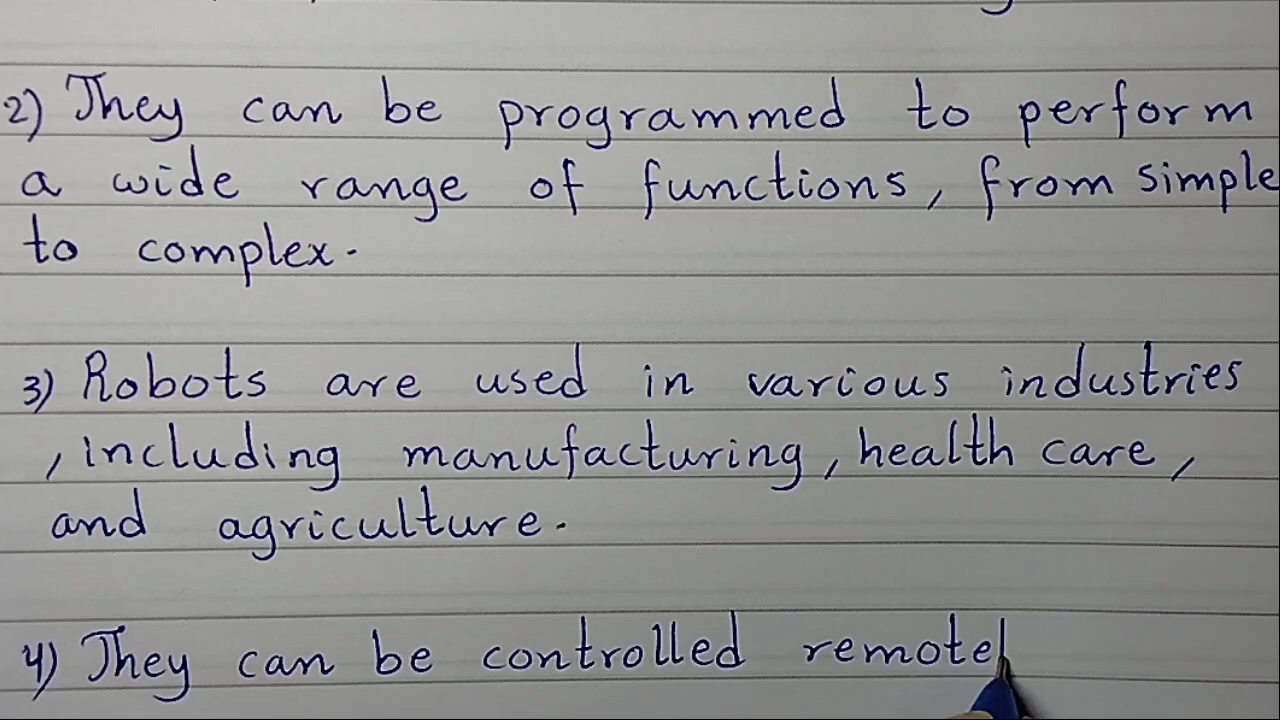 2) They can be programmed to perform
a wide range of functions, from simple
to complex.
3) Robots are used in various industries
, including manufacturing, health care,
and agriculture.
4) They can be controlled remotel